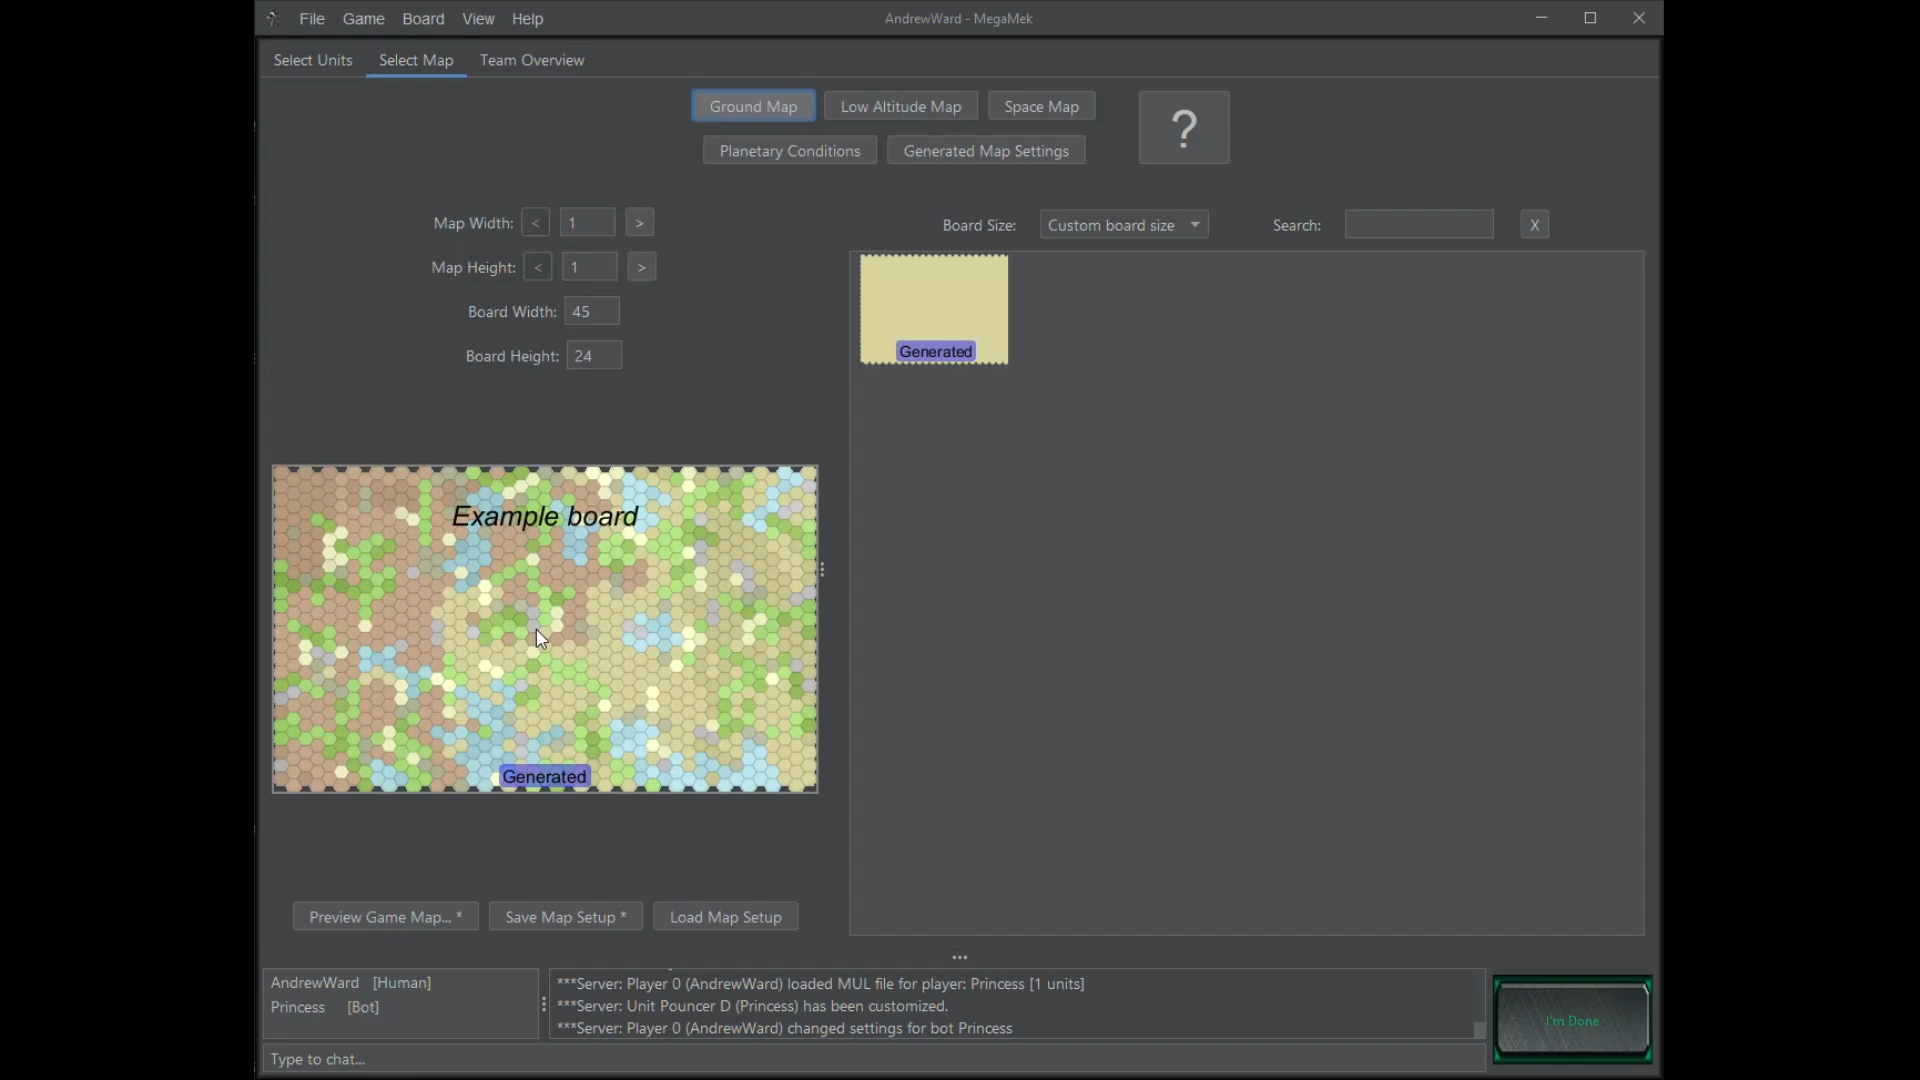 File Game Board View Help
AndrewWard - MegaMek
Select Units Select Map Team Overview
Ground Map Low Altitude Map Space Map
?
Planetary Conditions Generated Map Settings
Map Width: < 1 >
Map Height: < 1 >
Board Width: 45
Board Height: 24
Board Size: Custom board size Search: X
Generated
Example board
Generated
Preview Game Map... * Save Map Setup * Load Map Setup
AndrewWard [Human]
Princess [Bot]
***Server: Player 0 (AndrewWard) loaded MUL file for player: Princess [1 units]
***Server: Unit Pouncer D (Princess) has been customized.
***Server: Player 0 (AndrewWard) changed settings for bot Princess
I'm Done
Type to chat...